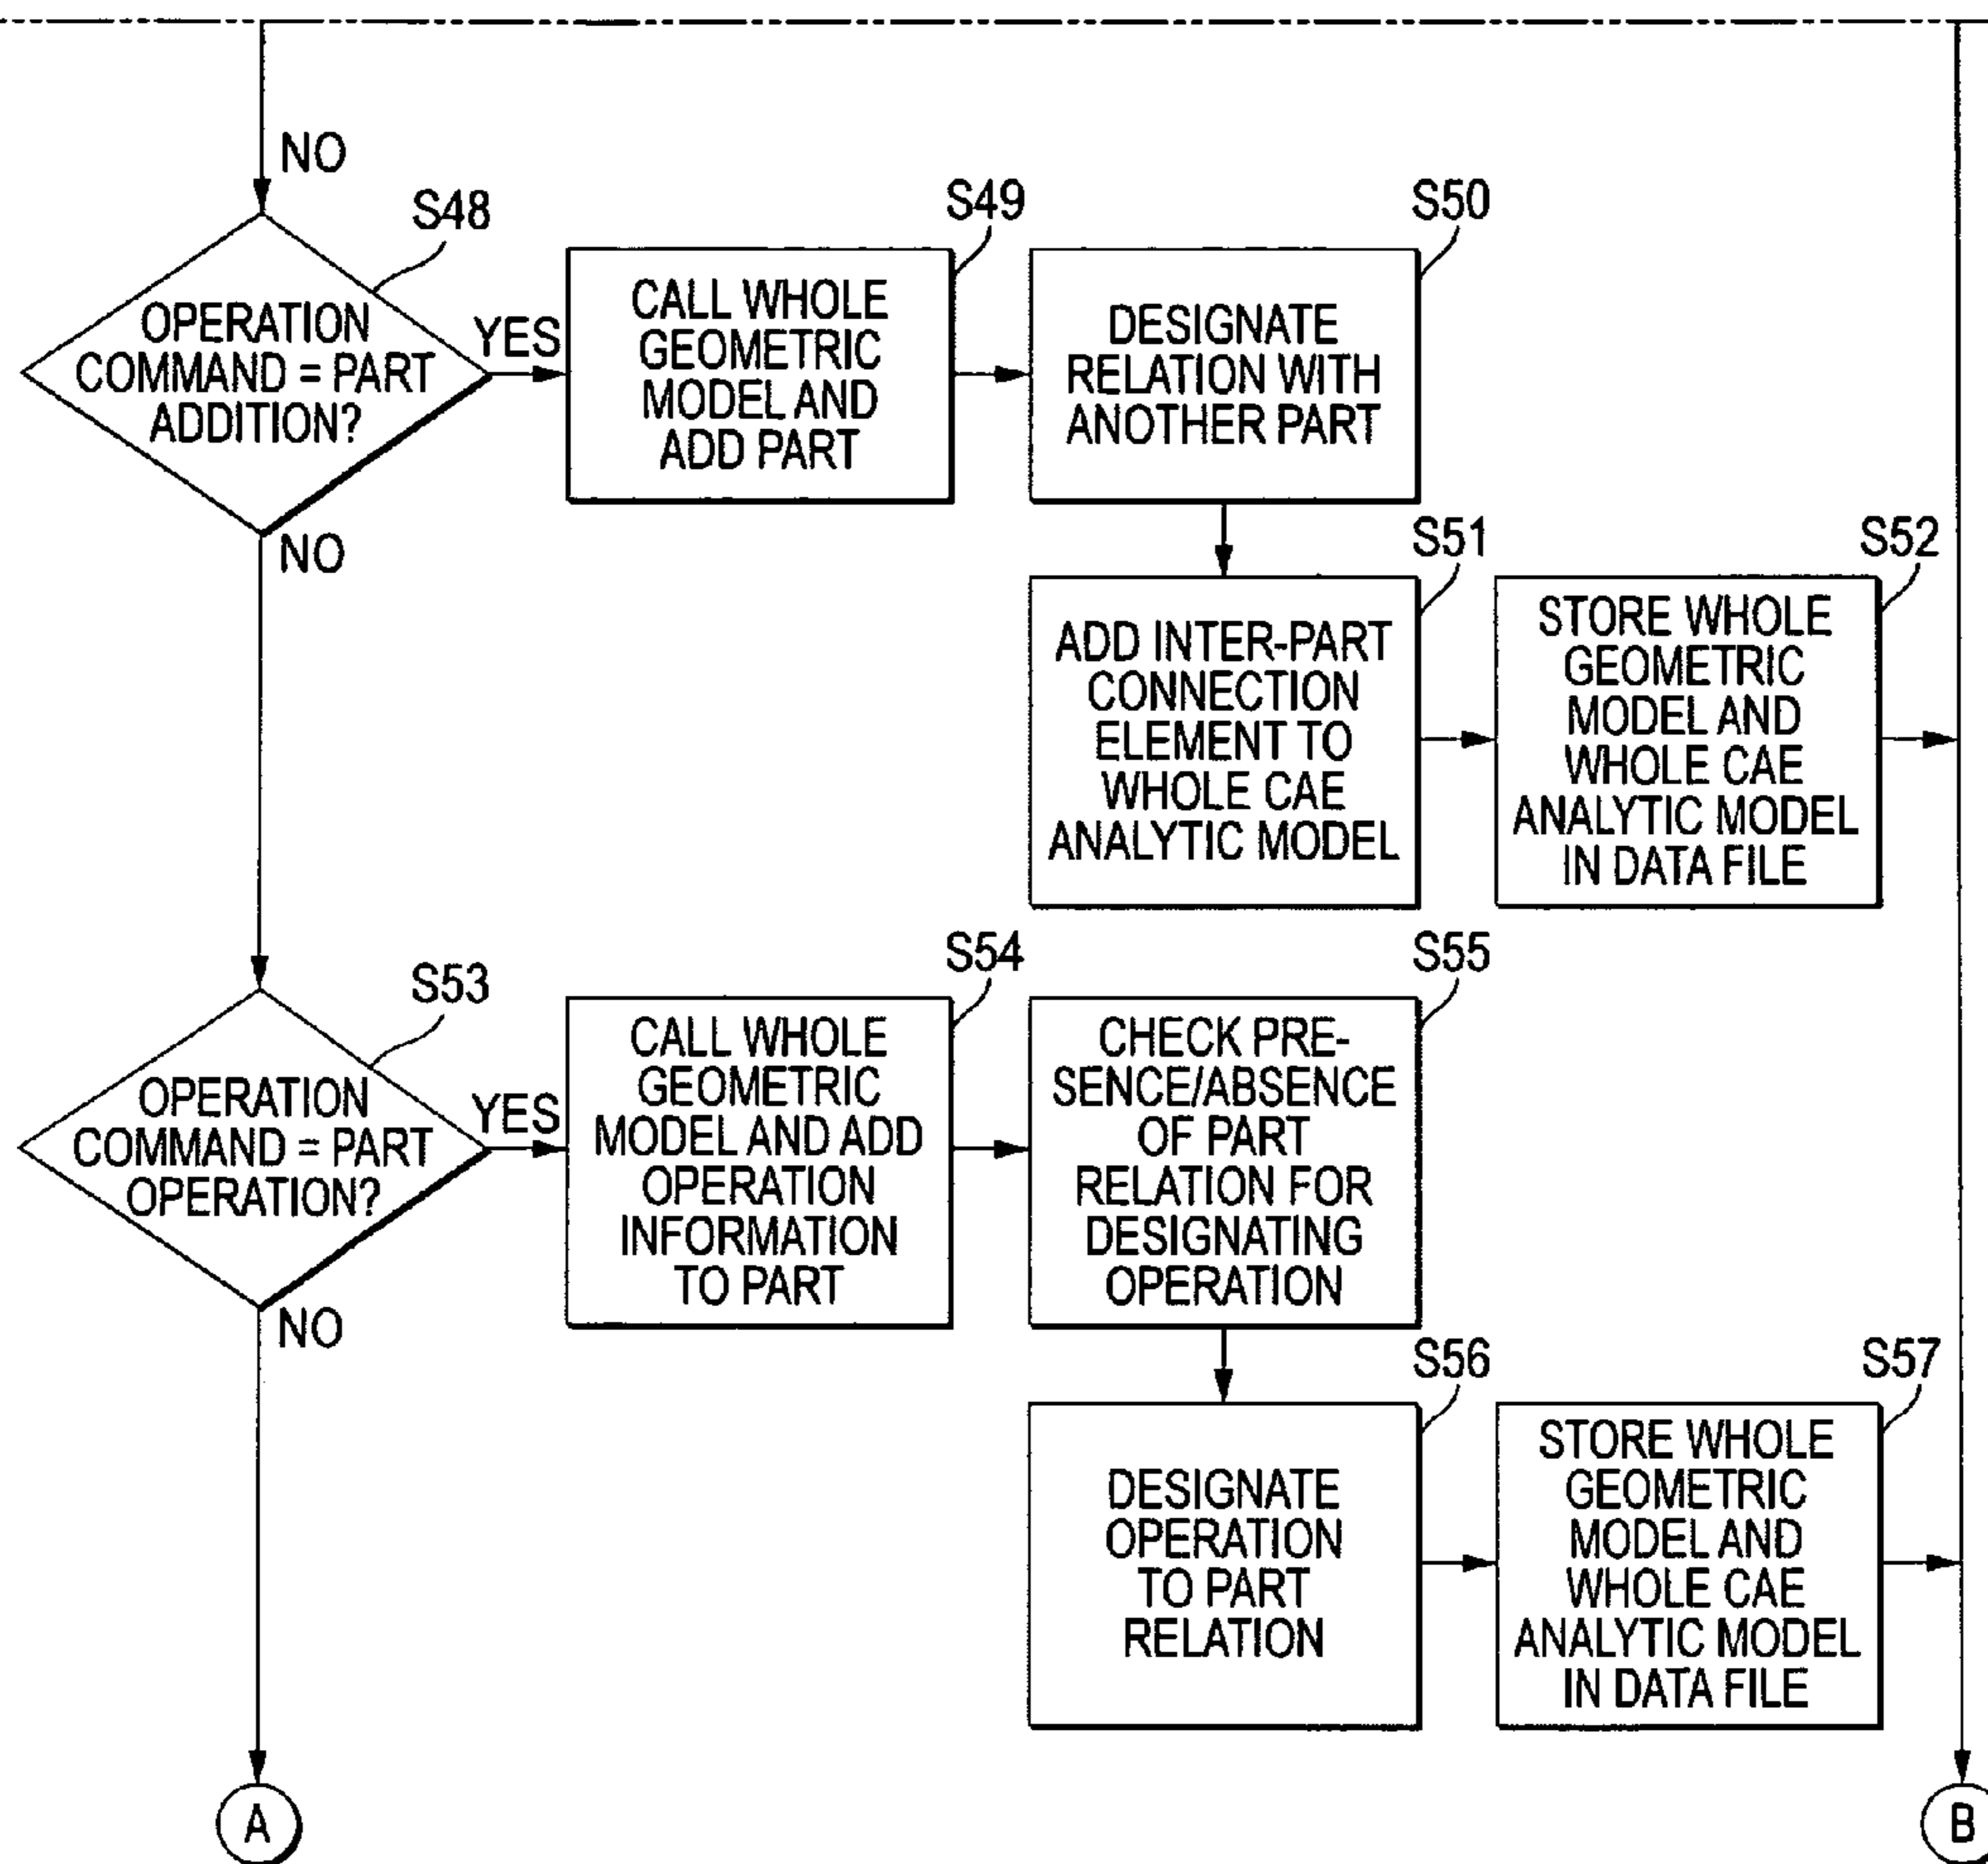 NO
S48
OPERATION
COMMAND = PART
ADDITION?
YES
NO
S49
CALL WHOLE
GEOMETRIC
MODEL AND
ADD PART
S50
DESIGNATE
RELATION WITH
ANOTHER PART
S51
ADD INTER-PART
CONNECTION
ELEMENT TO
WHOLE CAE
ANALYTIC MODEL
S52
STORE WHOLE
GEOMETRIC
MODEL AND
WHOLE CAE
ANALYTIC MODEL
IN DATA FILE
S53
OPERATION
COMMAND = PART
OPERATION?
YES
NO
S54
CALL WHOLE
GEOMETRIC
MODEL AND ADD
OPERATION
INFORMATION
TO PART
S55
CHECK PRE-
SENCE/ABSENCE
OF PART
RELATION FOR
DESIGNATING
OPERATION
S56
DESIGNATE
OPERATION
TO PART
RELATION
S57
STORE WHOLE
GEOMETRIC
MODEL AND
WHOLE CAE
ANALYTIC MODEL
IN DATA FILE
A
B